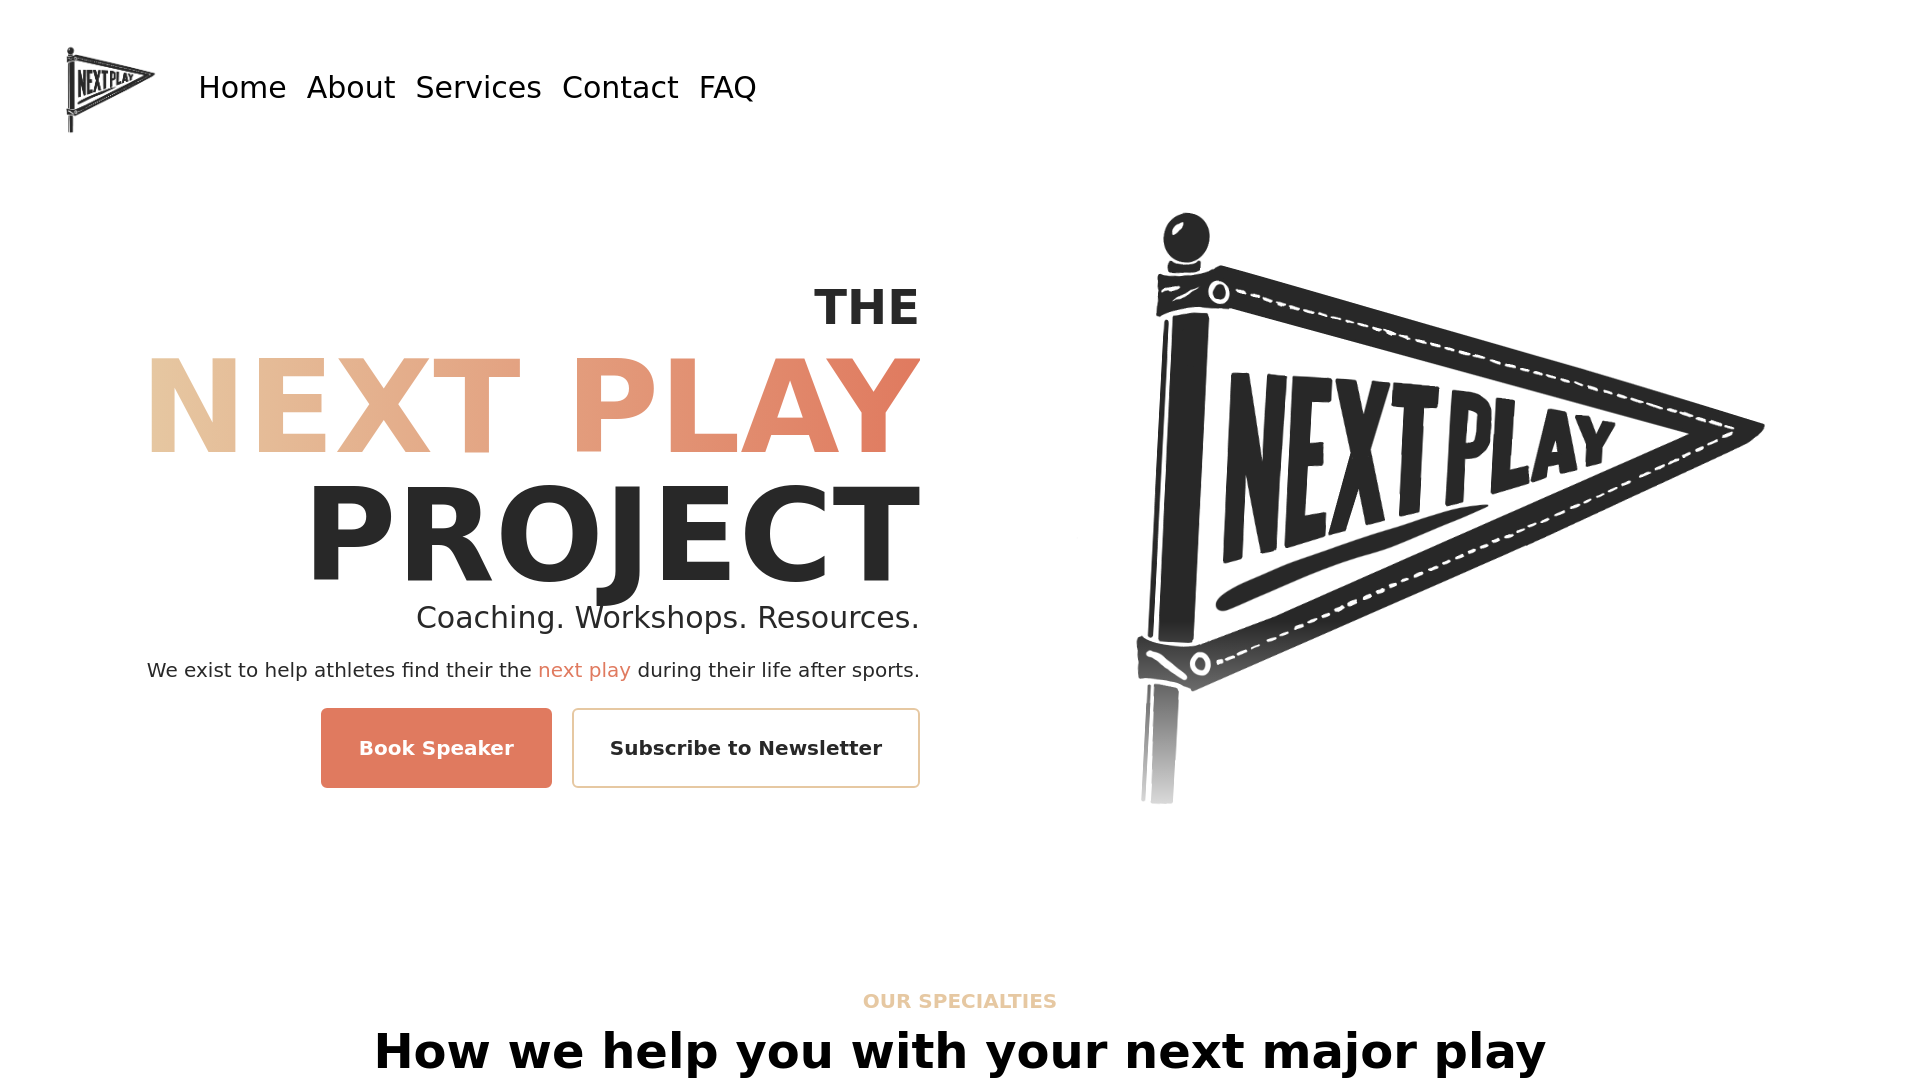 NEXT PLAY
Home About Services Contact FAQ
THE
NEXT PLAY
PROJECT
Coaching. Workshops. Resources.
We exist to help athletes find their the next play during their life after sports.
Book Speaker
Subscribe to Newsletter
NEXT PLAY
OUR SPECIALTIES
How we help you with your next major play